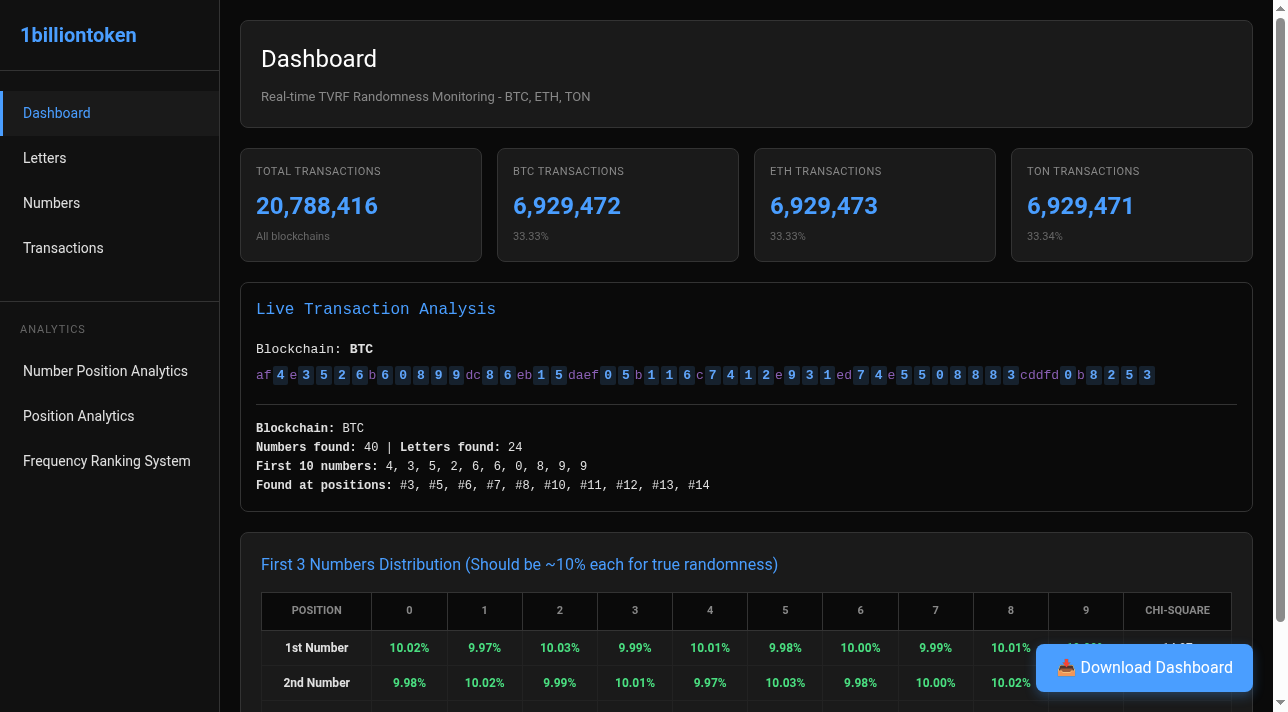 1billiontoken
Dashboard
Letters
Numbers
Transactions
ANALYTICS
Number Position Analytics
Position Analytics
Frequency Ranking System
Dashboard
Real-time TVRF Randomness Monitoring - BTC, ETH, TON
TOTAL TRANSACTIONS
20,788,416
All blockchains
BTC TRANSACTIONS
6,929,472
33.33%
ETH TRANSACTIONS
6,929,473
33.33%
TON TRANSACTIONS
6,929,471
33.34%
Live Transaction Analysis
Blockchain: BTC
af4e3526b60899dc86eb15daef05b116c7412e931ed74e5508883cddfd0b8253
Blockchain: BTC
Numbers found: 40 | Letters found: 24
First 10 numbers: 4, 3, 5, 2, 6, 6, 0, 8, 9, 9
Found at positions: #3, #5, #6, #7, #8, #10, #11, #12, #13, #14
First 3 Numbers Distribution (Should be ~10% each for true randomness)
POSITION 0 1 2 3 4 5 6 7 8 9 CHI-SQUARE
1st Number 10.02% 9.97% 10.03% 9.99% 10.01% 9.98% 10.00% 9.99% 10.01%
2nd Number 9.98% 10.02% 9.99% 10.01% 9.97% 10.03% 9.98% 10.00% 10.02%
Download Dashboard